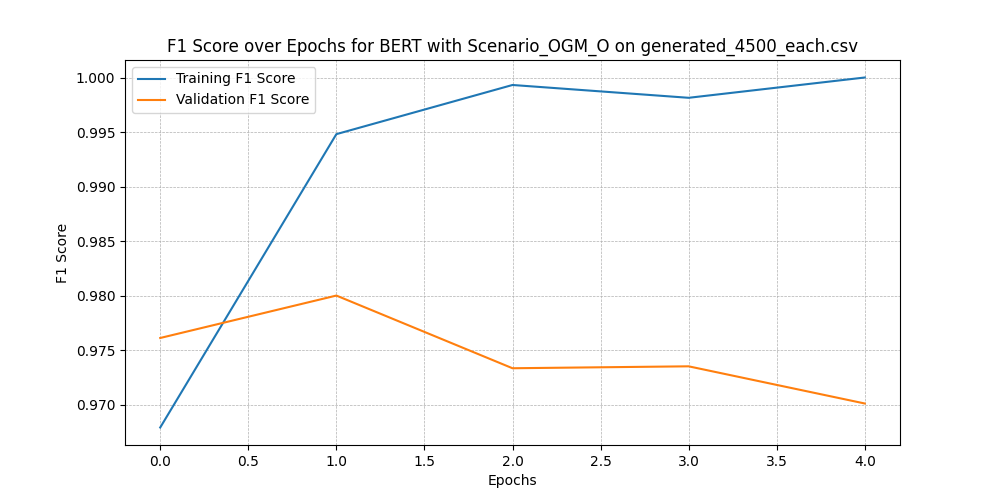 F1 Score over Epochs for BERT with Scenario_OGM_O on generated_4500_each.csv
Training F1 Score
Validation F1 Score
1.000
0.995
0.990
0.985
0.980
0.975
0.970
F1 Score
0.0 0.5 1.0 1.5 2.0 2.5 3.0 3.5 4.0
Epochs